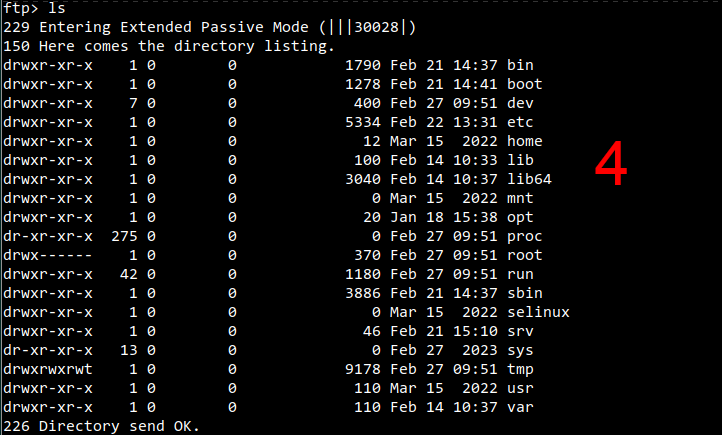 ftp> ls
229 Entering Extended Passive Mode (|||30028|)
150 Here comes the directory listing.
drwxr-xr-x    1 0        0            1790 Feb 21 14:37 bin
drwxr-xr-x    1 0        0            1278 Feb 21 14:41 boot
drwxr-xr-x    7 0        0             400 Feb 27 09:51 dev
drwxr-xr-x    1 0        0            5334 Feb 22 13:31 etc
drwxr-xr-x    1 0        0              12 Mar 15  2022 home
drwxr-xr-x    1 0        0             100 Feb 14 10:33 lib
drwxr-xr-x    1 0        0            3040 Feb 14 10:37 lib64
4
drwxr-xr-x    1 0        0               0 Mar 15  2022 mnt
drwxr-xr-x    1 0        0              20 Jan 18 15:38 opt
dr-xr-xr-x  275 0        0               0 Feb 27 09:51 proc
drwx------    1 0        0             370 Feb 27 09:51 root
drwxr-xr-x   42 0        0            1180 Feb 27 09:51 run
drwxr-xr-x    1 0        0            3886 Feb 21 14:37 sbin
drwxr-xr-x    1 0        0               0 Mar 15  2022 selinux
drwxr-xr-x    1 0        0              46 Feb 21 15:10 srv
dr-xr-xr-x   13 0        0               0 Feb 27  2023 sys
drwxrwxrwt    1 0        0            9178 Feb 27 09:51 tmp
drwxr-xr-x    1 0        0             110 Mar 15  2022 usr
drwxr-xr-x    1 0        0             110 Feb 14 10:37 var
226 Directory send OK.